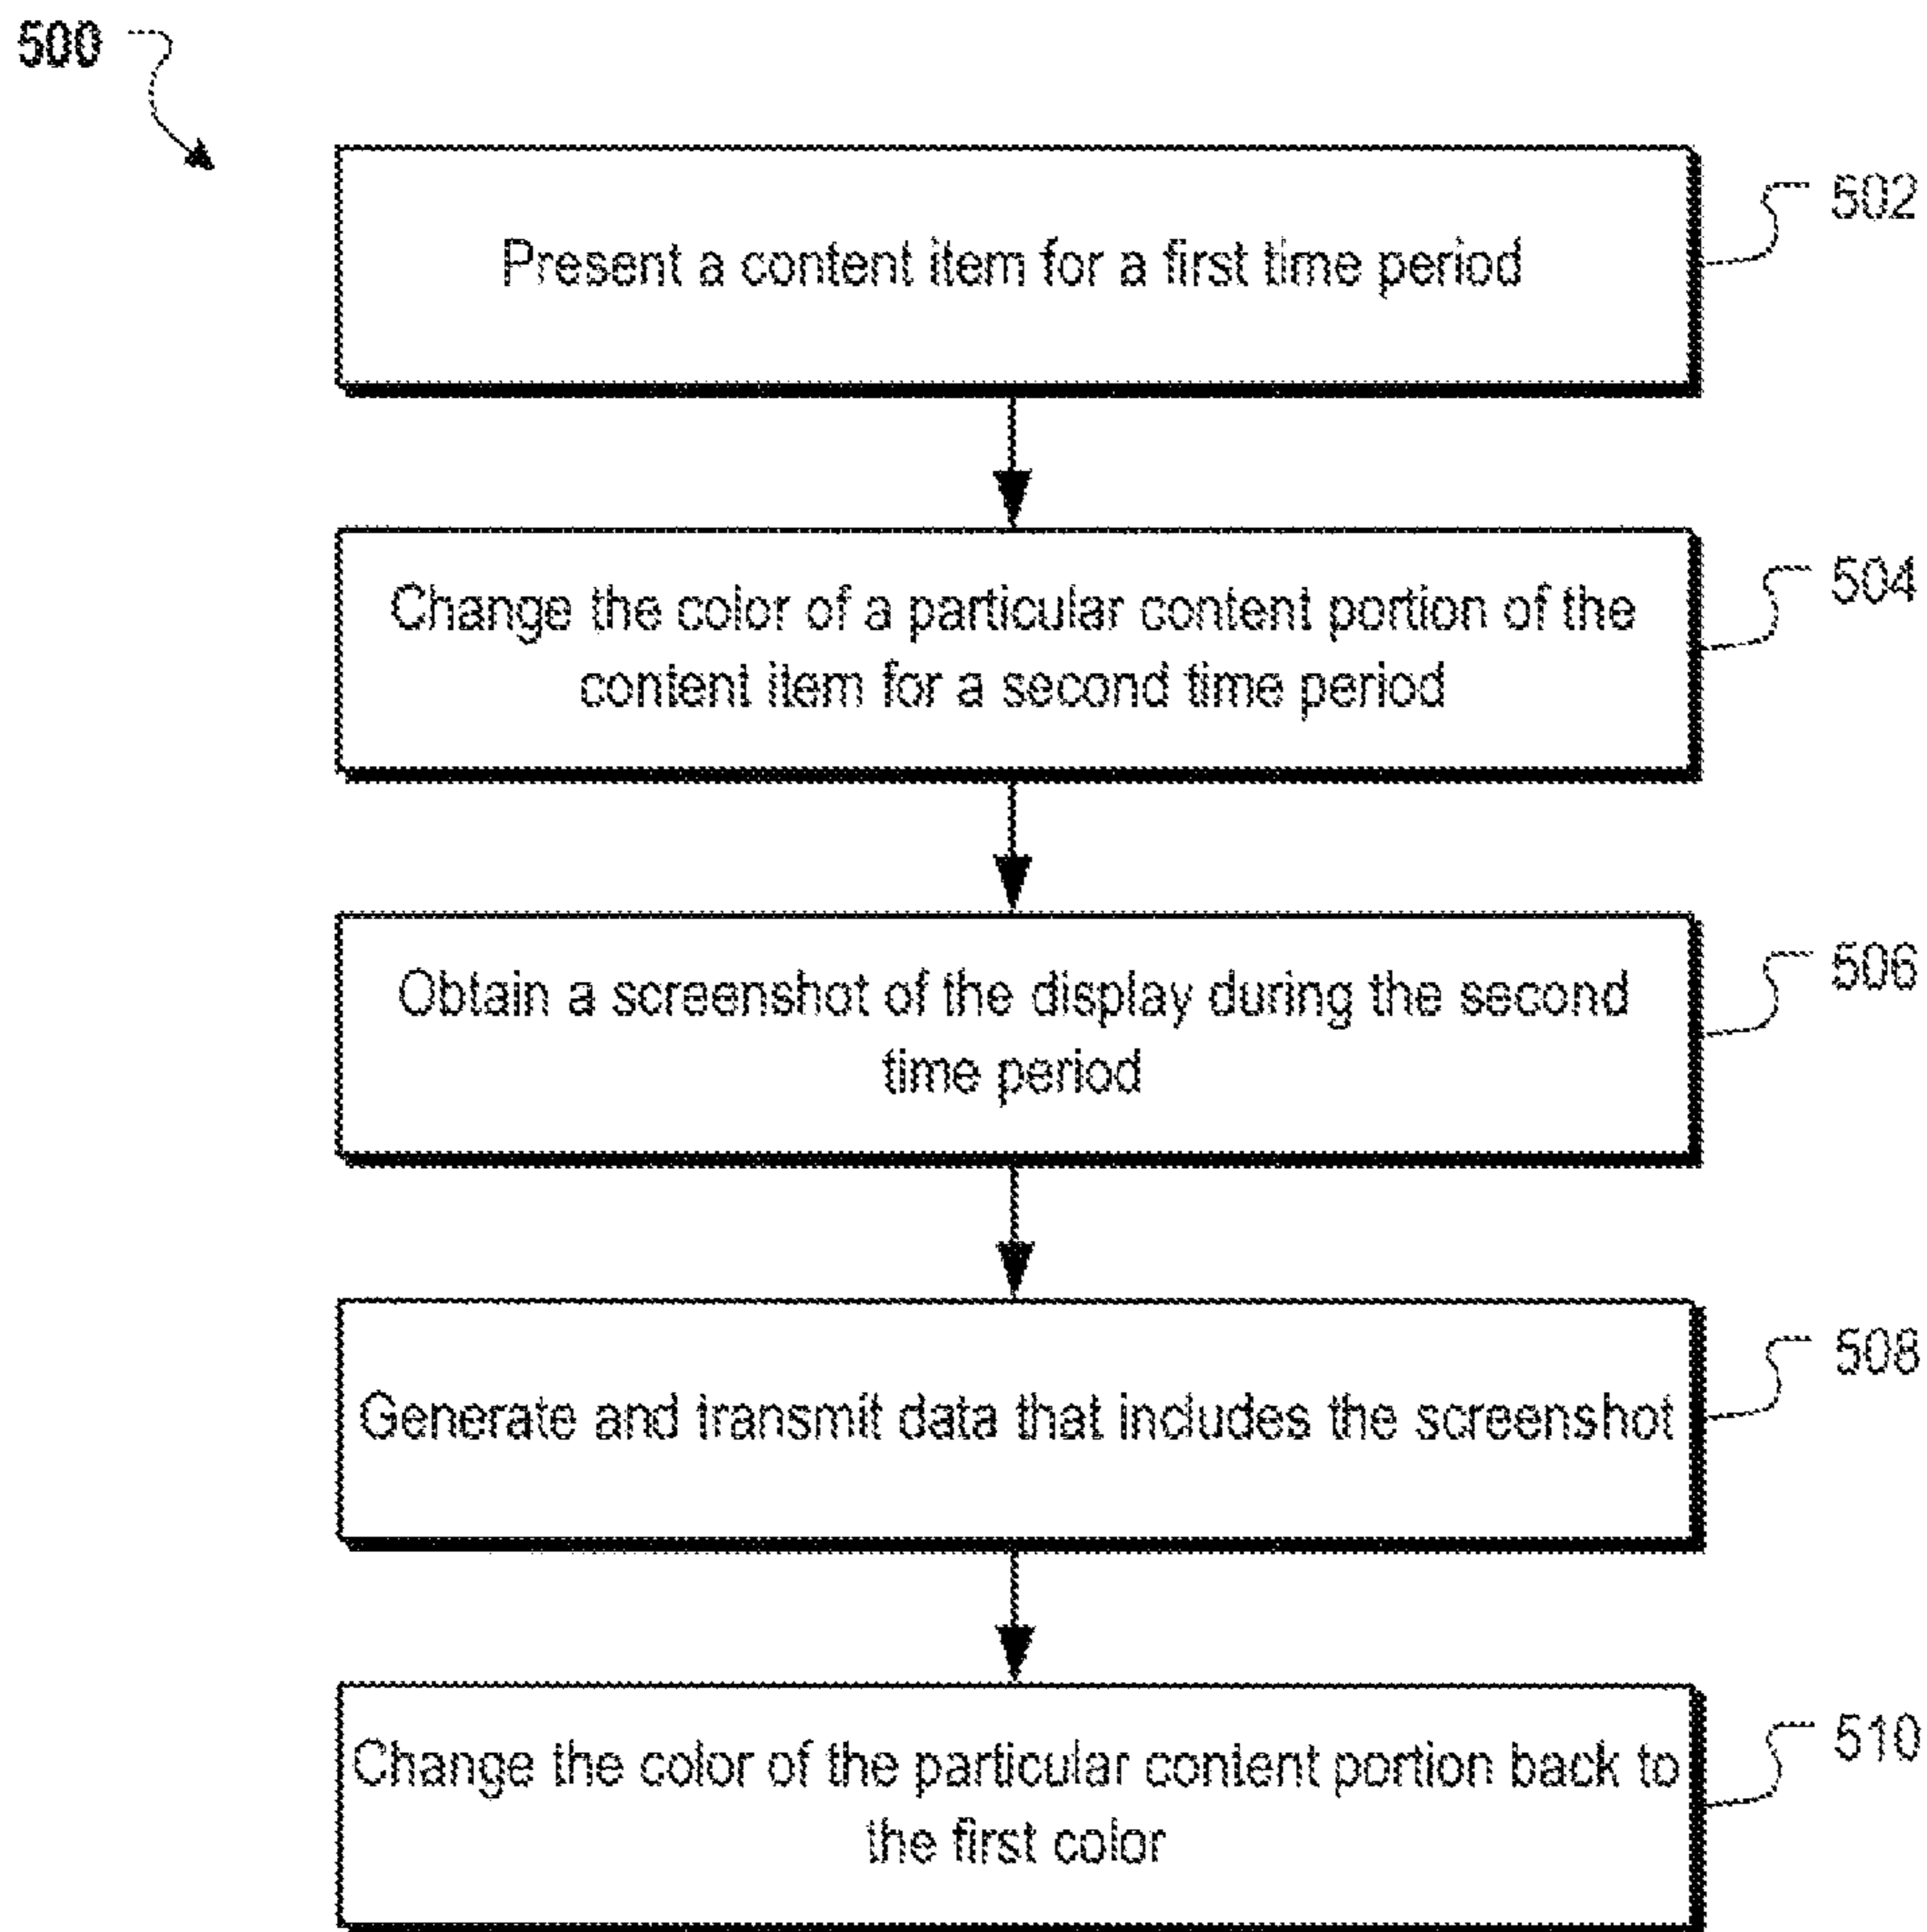 500
Present a content item for a first time period
502
Change the color of a particular content portion of the
content item for a second time period
504
Obtain a screenshot of the display during the second
time period
506
Generate and transmit data that includes the screenshot
508
Change the color of the particular content portion back to
the first color
510